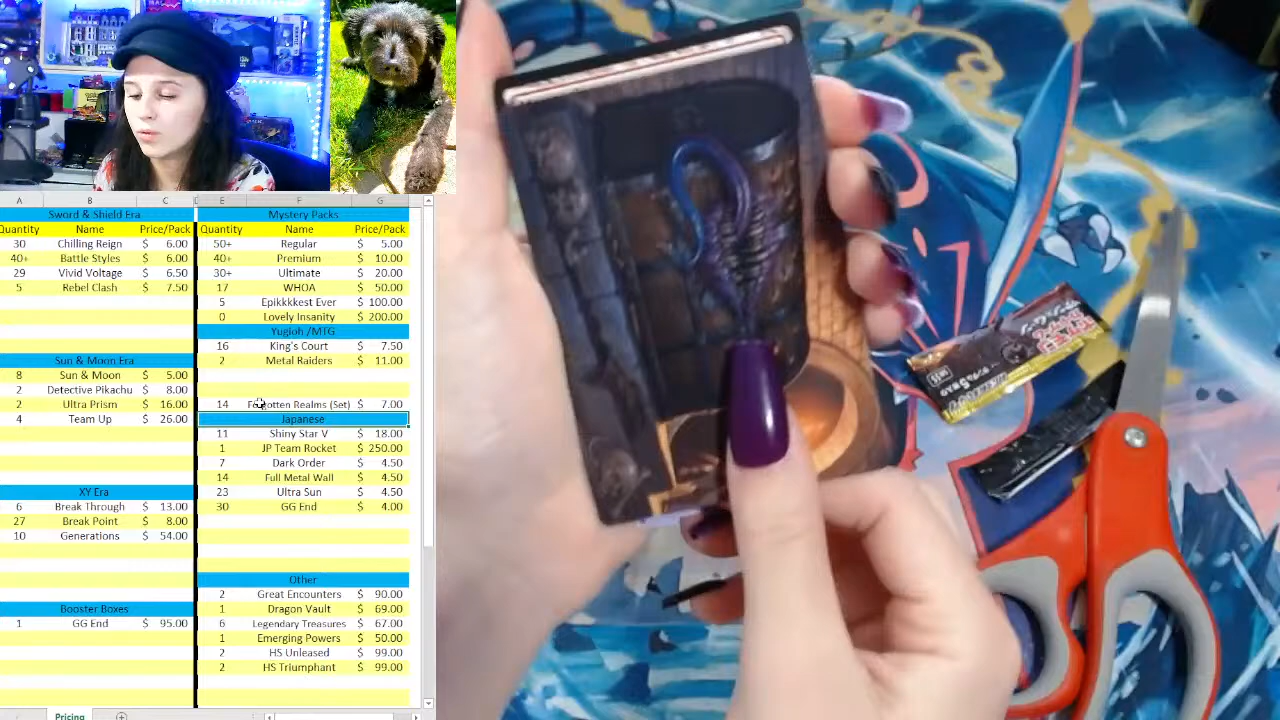 A B C E F G
Sword & Shield Era
Quantity Name Price/Pack
30 Chilling Reign $ 6.00
40+ Battle Styles $ 6.00
29 Vivid Voltage $ 6.50
5 Rebel Clash $ 7.50
Sun & Moon Era
8 Sun & Moon $ 5.00
2 Detective Pikachu $ 8.00
2 Ultra Prism $ 16.00
4 Team Up $ 26.00
XY Era
6 Break Through $ 13.00
27 Break Point $ 8.00
10 Generations $ 54.00
Booster Boxes
1 GG End $ 95.00
Mystery Packs
Quantity Name Price/Pack
50+ Regular $ 5.00
40+ Premium $ 10.00
30+ Ultimate $ 20.00
17 WHOA $ 50.00
5 Epikkkkest Ever $ 100.00
0 Lovely Insanity $ 200.00
Yugioh /MTG
16 King's Court $ 7.50
2 Metal Raiders $ 11.00
14 Forgotten Realms (Set) $ 7.00
Japanese
11 Shiny Star V $ 18.00
1 JP Team Rocket $ 250.00
7 Dark Order $ 4.50
14 Full Metal Wall $ 4.50
23 Ultra Sun $ 4.50
30 GG End $ 4.00
Other
2 Great Encounters $ 90.00
1 Dragon Vault $ 69.00
6 Legendary Treasures $ 67.00
1 Emerging Powers $ 50.00
2 HS Unleased $ 99.00
2 HS Triumphant $ 99.00
Pricing